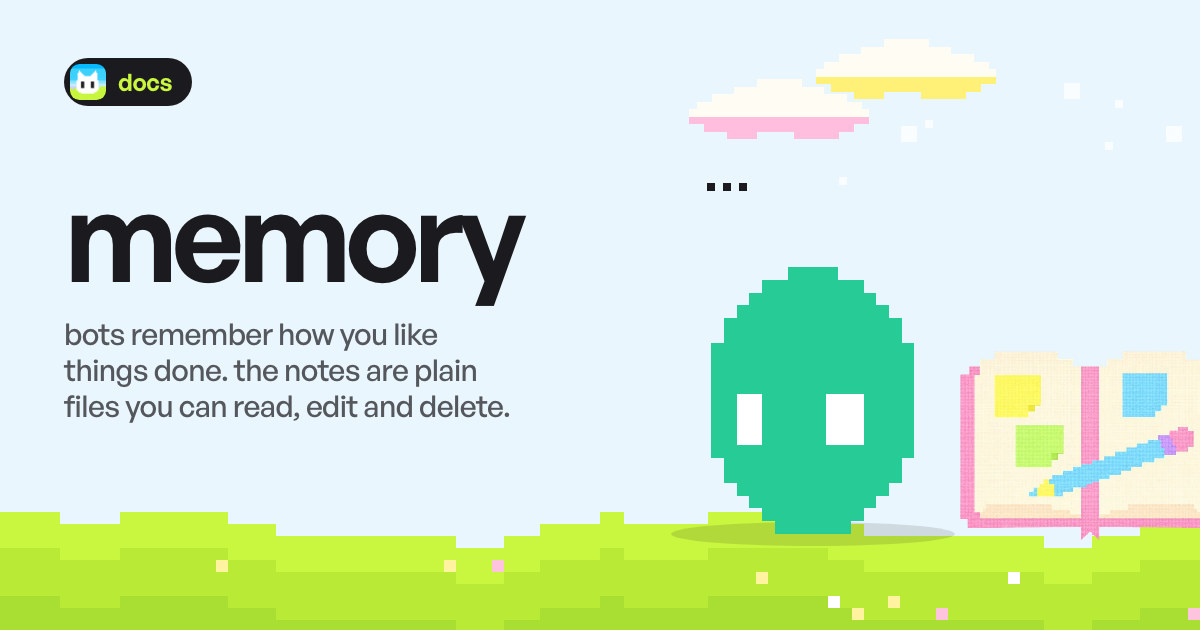 docs
memory
bots remember how you like
things done. the notes are plain
files you can read, edit and delete.